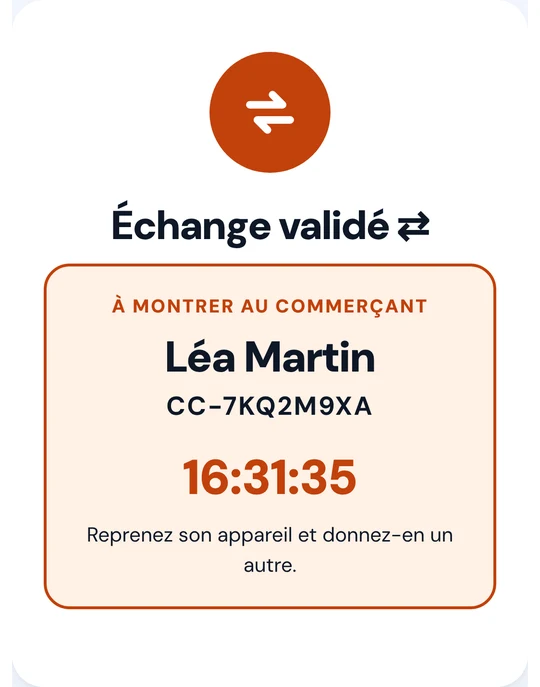 Échange validé ⇄
À MONTRER AU COMMERÇANT
Léa Martin
CC-7KQ2M9XA
16:31:35
Reprenez son appareil et donnez-en un
autre.